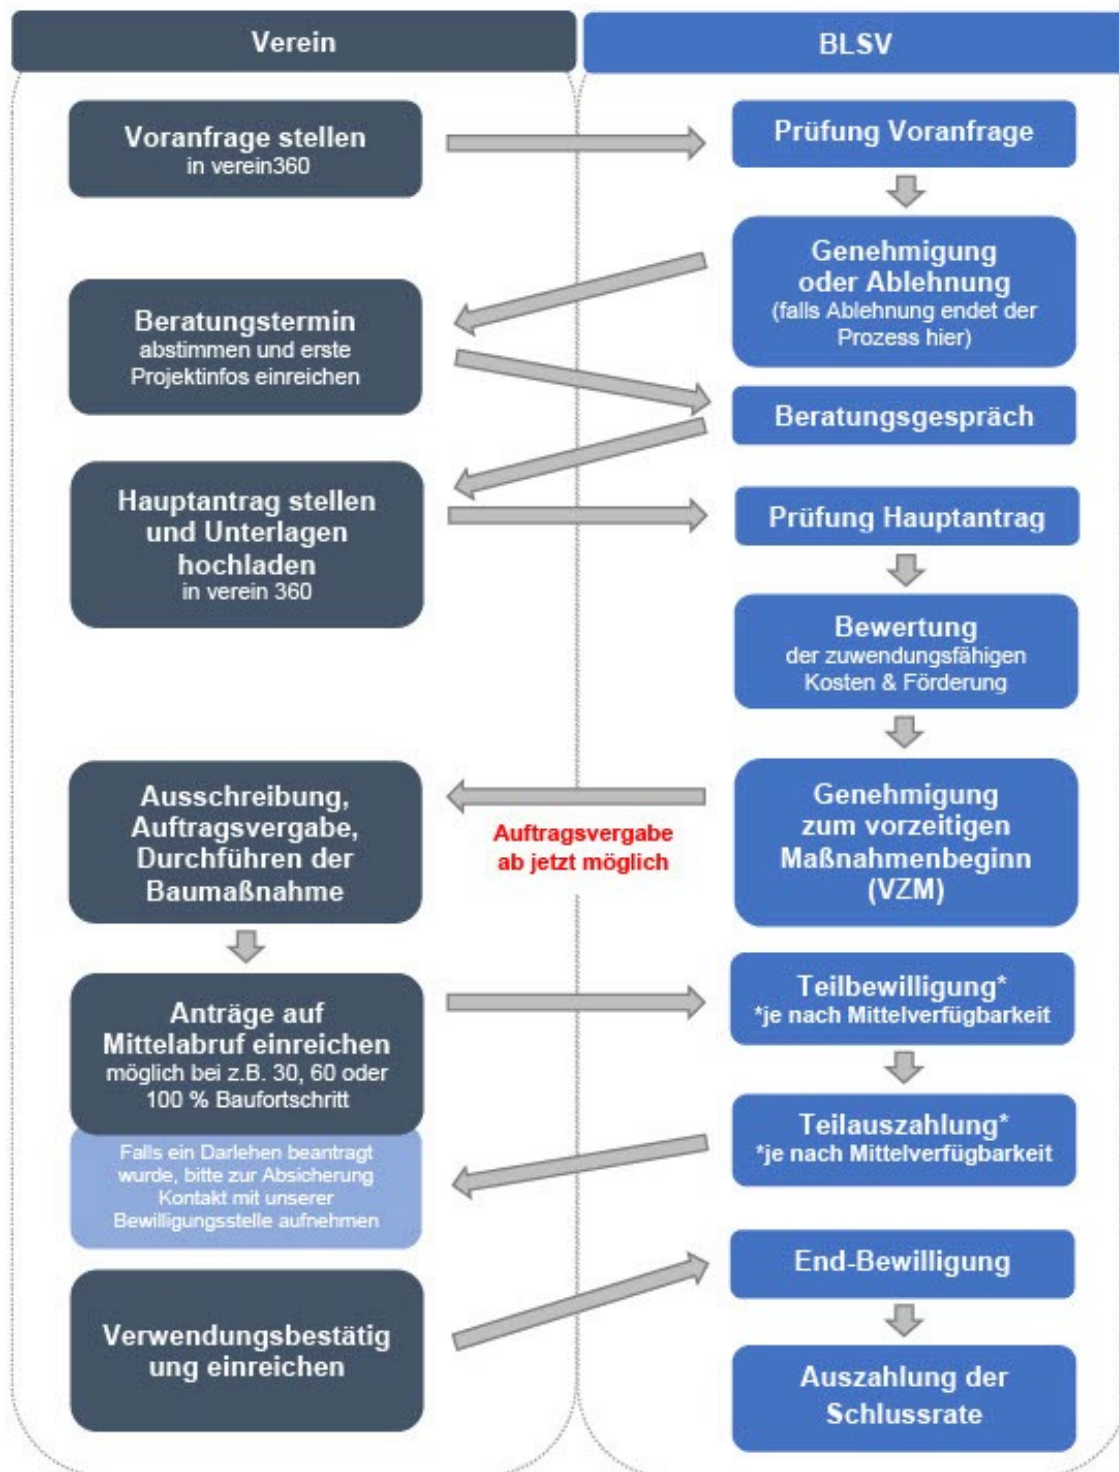 Verein
BLSV
Voranfrage stellen
in verein360
Prüfung Voranfrage
Genehmigung
oder Ablehnung
(falls Ablehnung endet der
Prozess hier)
Beratungstermin
abstimmen und erste
Projektinfos einreichen
Beratungsgespräch
Hauptantrag stellen
und Unterlagen
hochladen
in verein 360
Prüfung Hauptantrag
Bewertung
der zuwendungsfähigen
Kosten & Förderung
Genehmigung
zum vorzeitigen
Maßnahmenbeginn
(VZM)
Auftragsvergabe
ab jetzt möglich
Ausschreibung,
Auftragsvergabe,
Durchführen der
Baumaßnahme
Anträge auf
Mittelabruf einreichen
möglich bei z.B. 30, 60 oder
100 % Baufortschritt
Teilbewilligung*
*je nach Mittelverfügbarkeit
Teilauszahlung*
*je nach Mittelverfügbarkeit
Falls ein Darlehen beantragt
wurde, bitte zur Absicherung
Kontakt mit unserer
Bewilligungsstelle aufnehmen
Verwendungsbestätig
ung einreichen
End-Bewilligung
Auszahlung der
Schlussrate